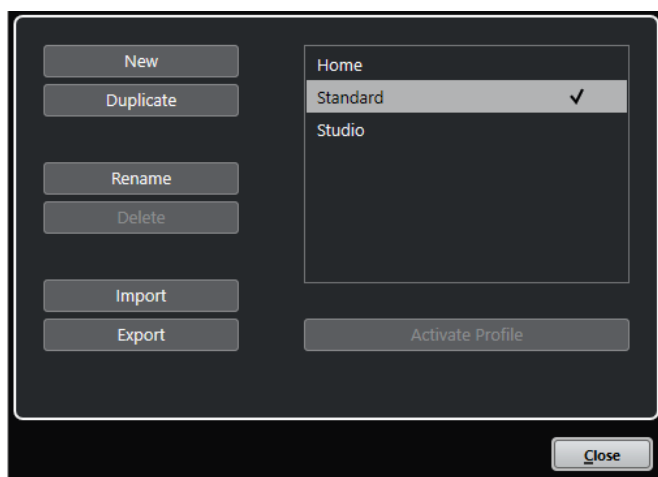 New
Duplicate
Rename
Delete
Import
Export
Home
Standard
Studio
Activate Profile
Close